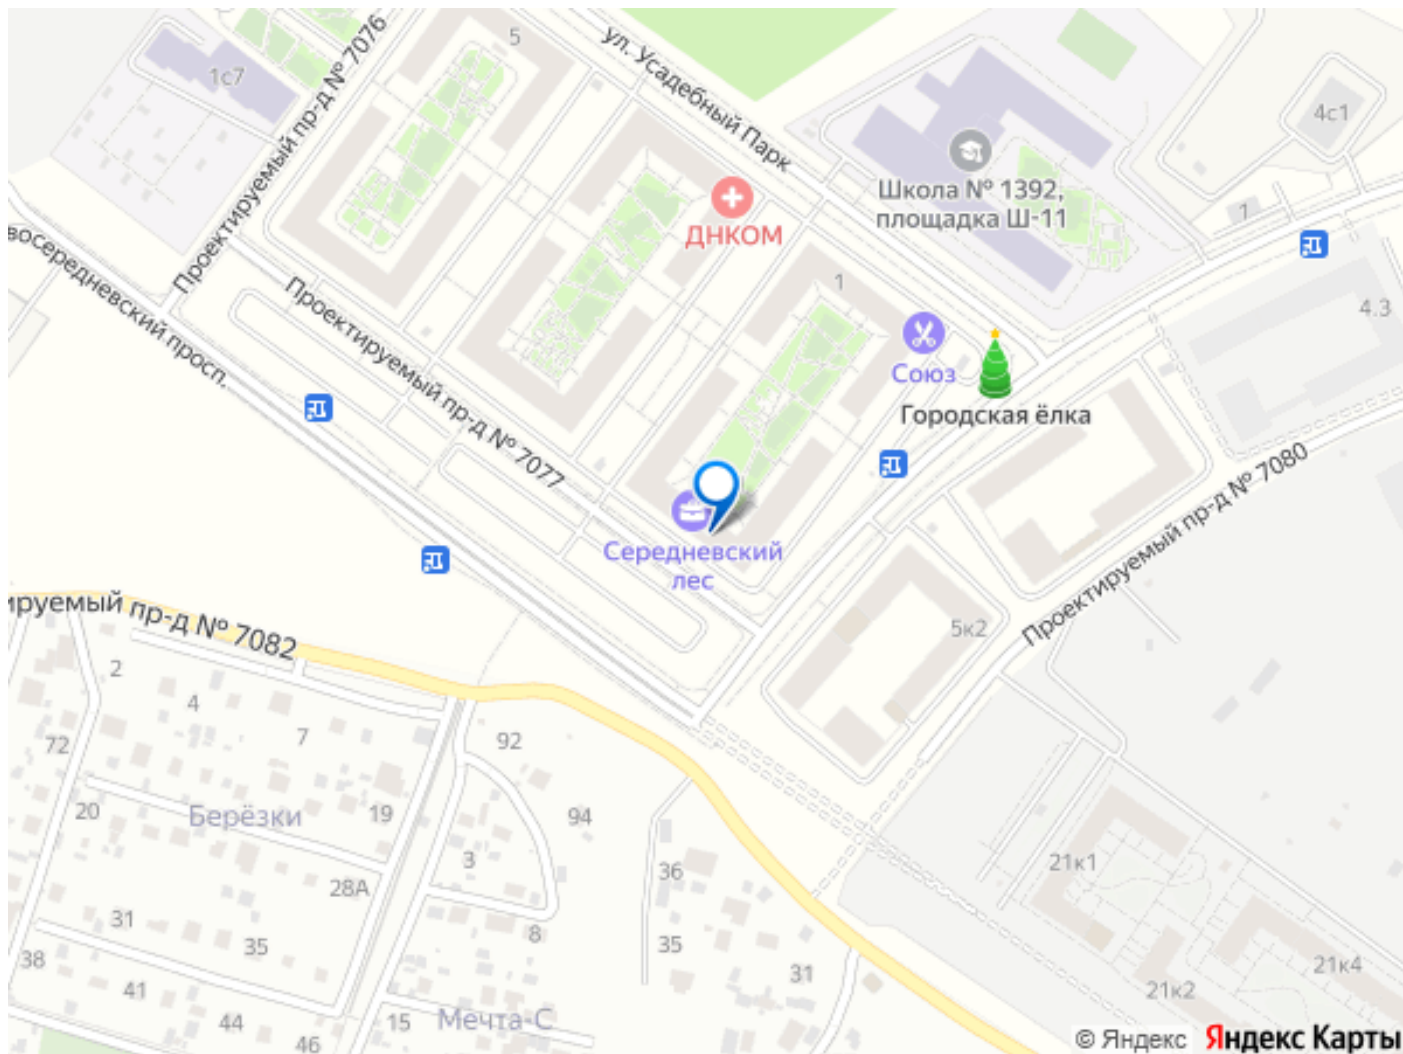 5
1с7
Проектируемый пр-д № 7076
ул. Усадебный Парк
4с1
Школа № 1392,
площадка Ш-11
1
ДНКОМ
1
4.3
Союз
Городская ёлка
восередневский просп.
Проектируемый пр-д № 7077
Проектируемый пр-д № 7080
Середневский
лес
ируемый пр-д № 7082
5к2
2
4
7
72
92
20
Берёзки
19
94
3
36
28А
21к1
31
35
8
35
38
31
21к4
41
21к2
44
15
Мечта-С
46
© Яндекс Яндекс Карты